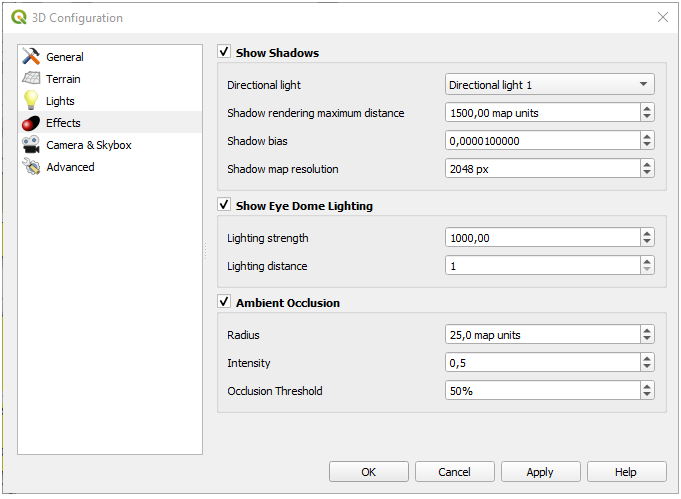 3D Configuration
General
Terrain
Lights
Effects
Camera & Skybox
Advanced
Show Shadows
Directional light
Directional light 1
Shadow rendering maximum distance
1500,00 map units
Shadow bias
0,0000100000
Shadow map resolution
2048 px
Show Eye Dome Lighting
Lighting strength
1000,00
Lighting distance
1
Ambient Occlusion
Radius
25,0 map units
Intensity
0,5
Occlusion Threshold
50%
OK
Cancel
Apply
Help